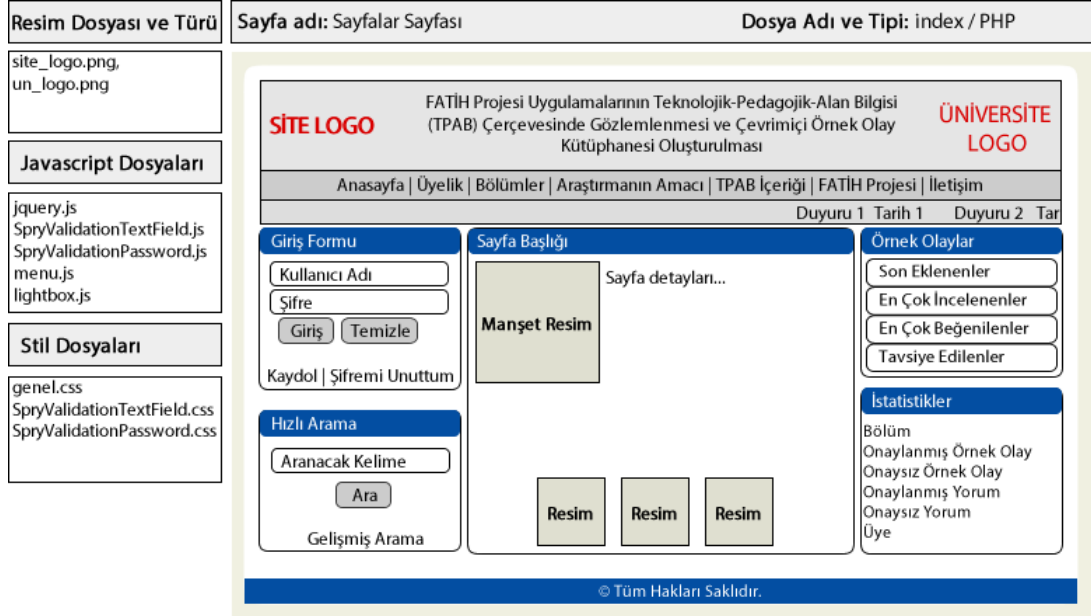 Resim Dosyası ve Türü
site_logo.png,
un_logo.png
Javascript Dosyaları
jquery.js
SpryValidationTextField.js
SpryValidationPassword.js
menu.js
lightbox.js
Stil Dosyaları
genel.css
SpryValidationTextField.css
SpryValidationPassword.css
Sayfa adı: Sayfalar Sayfası
Dosya Adı ve Tipi: index / PHP
SİTE LOGO
FATİH Projesi Uygulamalarının Teknolojik-Pedagojik-Alan Bilgisi
(TPAB) Çerçevesinde Gözlemlenmesi ve Çevrimiçi Örnek Olay
Kütüphanesi Oluşturulması
ÜNİVERSİTE
LOGO
Anasayfa | Üyelik | Bölümler | Araştırmanın Amacı | TPAB İçeriği | FATİH Projesi | İletişim
Duyuru 1 Tarih 1 Duyuru 2 Tar
Giriş Formu
Kullanıcı Adı
Şifre
Giriş Temizle
Kaydol | Şifremi Unuttum
Hızlı Arama
Aranacak Kelime
Ara
Gelişmiş Arama
Sayfa Başlığı
Manşet Resim
Sayfa detayları...
Resim Resim Resim
Örnek Olaylar
Son Eklenenler
En Çok İncelenenler
En Çok Beğenilenler
Tavsiye Edilenler
İstatistikler
Bölüm
Onaylanmış Örnek Olay
Onaysız Örnek Olay
Onaylanmış Yorum
Onaysız Yorum
Üye
© Tüm Hakları Saklıdır.